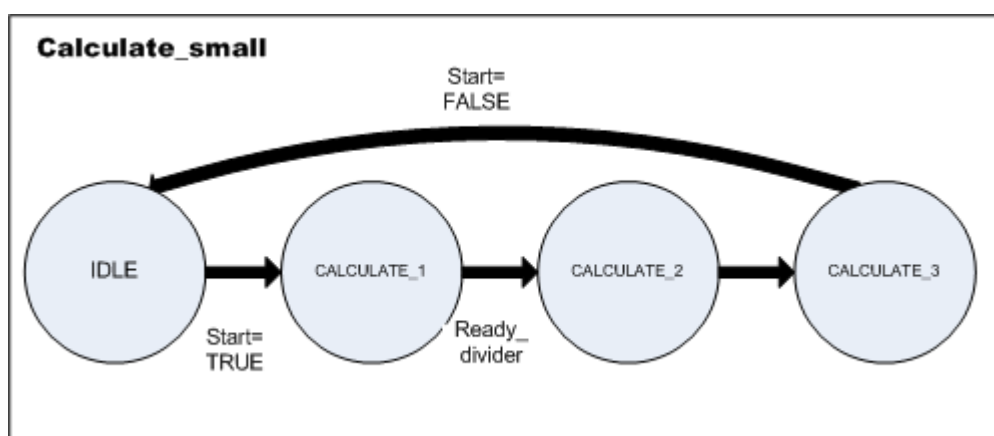 Calculate_small
Start=
FALSE
IDLE
CALCULATE_1
CALCULATE_2
CALCULATE_3
Start=
TRUE
Ready_
divider